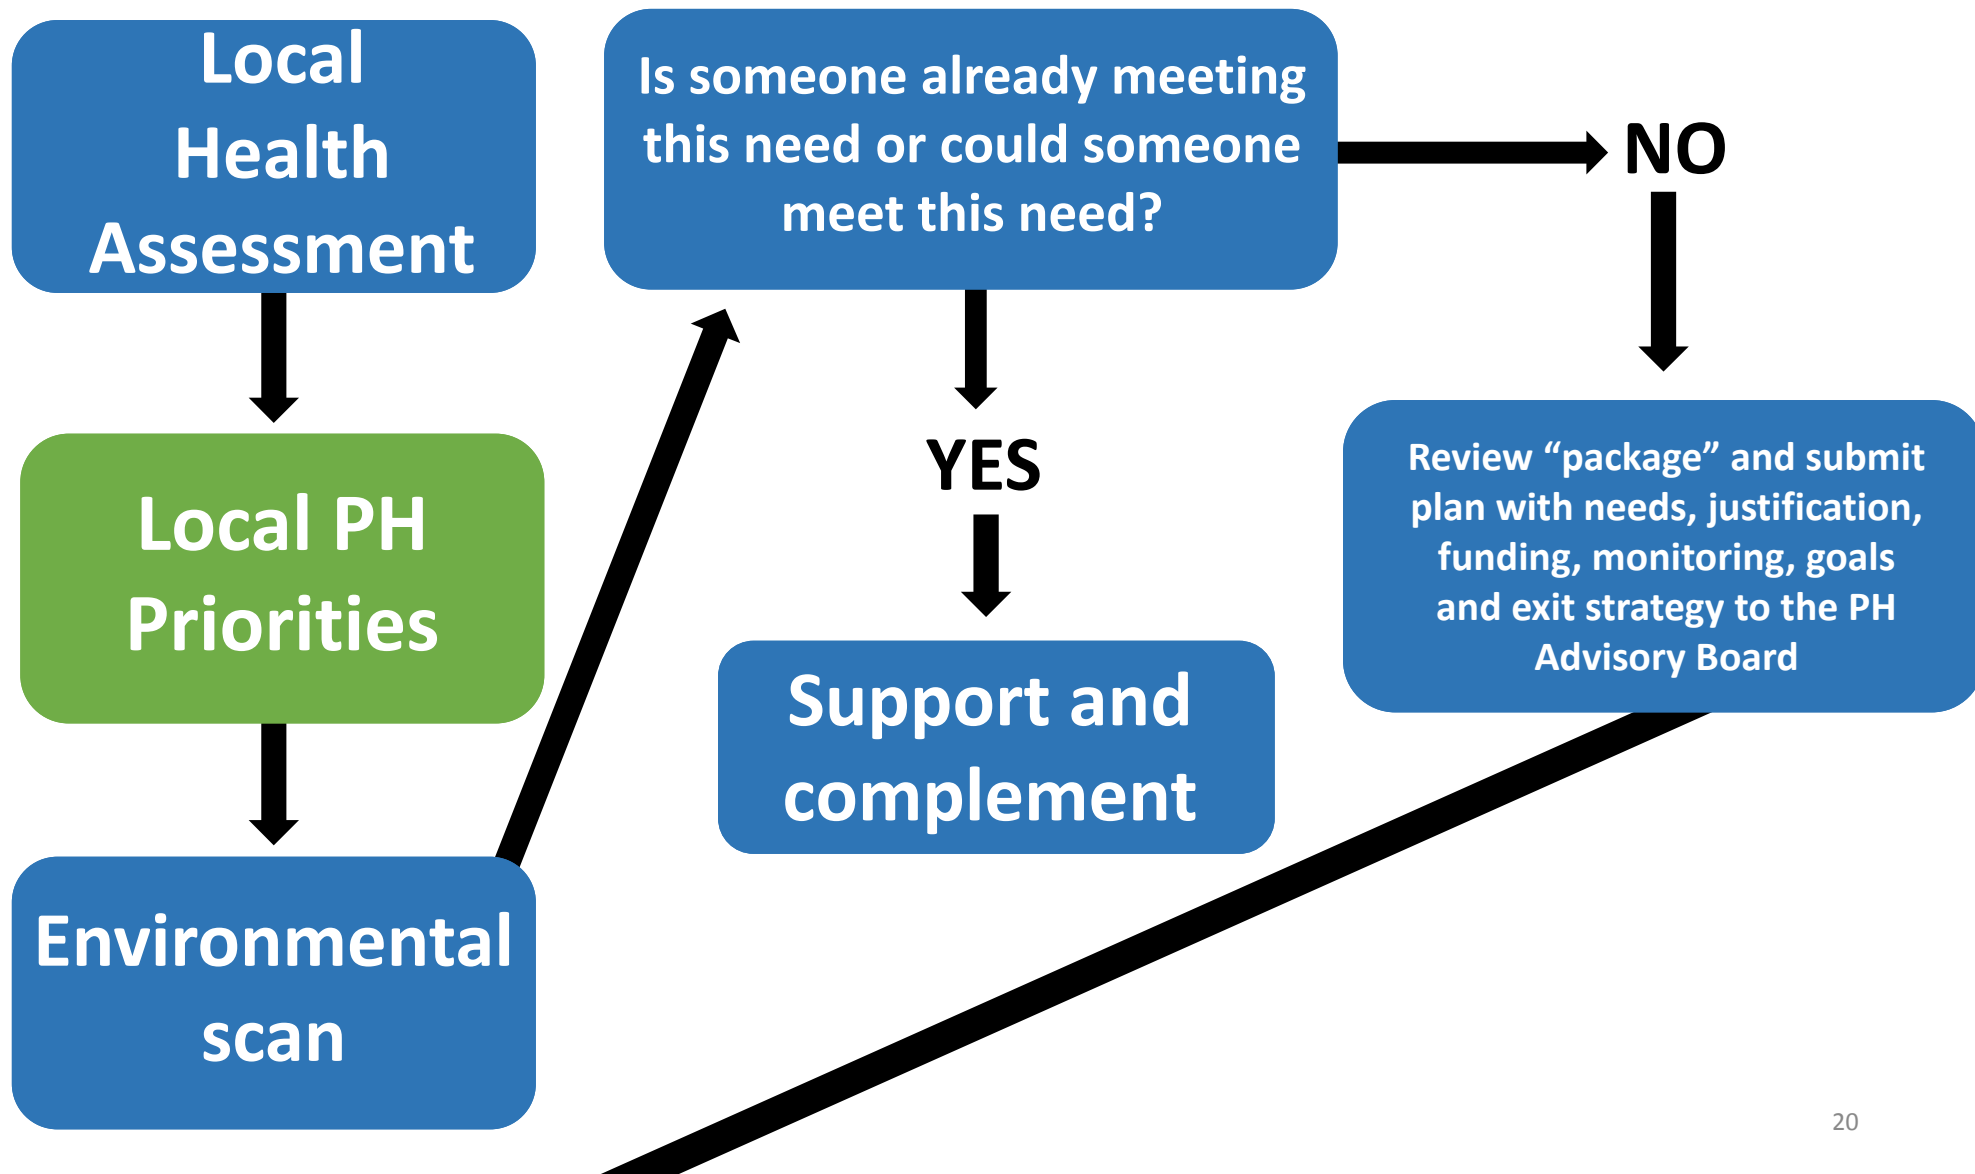 Local
Health
Assessment
Local PH
Priorities
Environmental
scan
Is someone already meeting
this need or could someone
meet this need?
YES
Support and
complement
NO
Review “package” and submit
plan with needs, justification,
funding, monitoring, goals
and exit strategy to the PH
Advisory Board
20